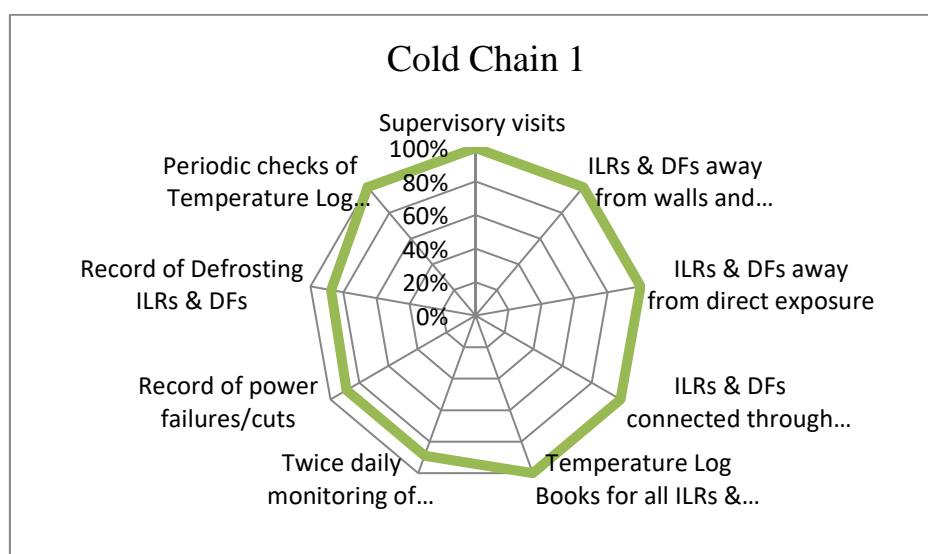 Cold Chain 1
Supervisory visits
100%
80%
60%
40%
20%
0%
ILRs & DFs away
from walls and…
ILRs & DFs away
from direct exposure
ILRs & DFs
connected through…
Temperature Log
Books for all ILRs &…
Twice daily
monitoring of…
Record of power
failures/cuts
Record of Defrosting
ILRs & DFs
Periodic checks of
Temperature Log…